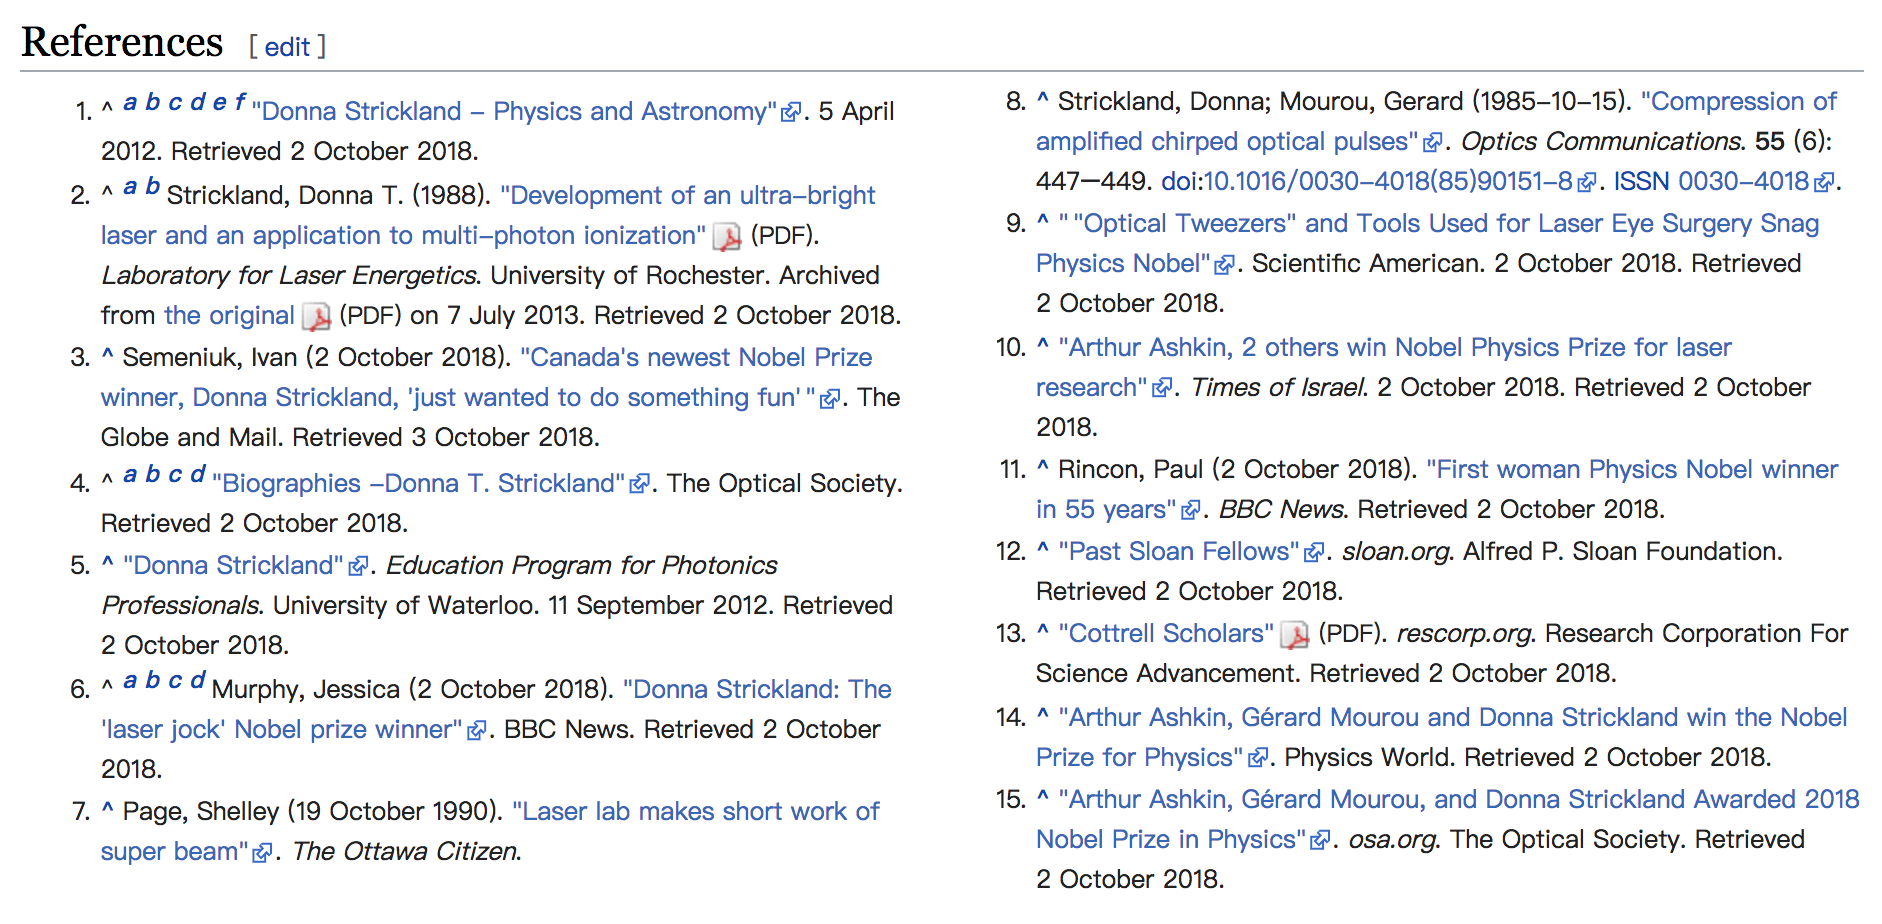 References [ edit ]
1. ^ a b c d e f "Donna Strickland – Physics and Astronomy". 5 April
2012. Retrieved 2 October 2018.
2. ^ a b Strickland, Donna T. (1988). "Development of an ultra–bright
laser and an application to multi–photon ionization" (PDF).
Laboratory for Laser Energetics. University of Rochester. Archived
from the original (PDF) on 7 July 2013. Retrieved 2 October 2018.
3. ^ Semeniuk, Ivan (2 October 2018). "Canada's newest Nobel Prize
winner, Donna Strickland, 'just wanted to do something fun' ". The
Globe and Mail. Retrieved 3 October 2018.
4. ^ a b c d "Biographies –Donna T. Strickland". The Optical Society.
Retrieved 2 October 2018.
5. ^ "Donna Strickland". Education Program for Photonics
Professionals. University of Waterloo. 11 September 2012. Retrieved
2 October 2018.
6. ^ a b c d Murphy, Jessica (2 October 2018). "Donna Strickland: The
'laser jock' Nobel prize winner". BBC News. Retrieved 2 October
2018.
7. ^ Page, Shelley (19 October 1990). "Laser lab makes short work of
super beam". The Ottawa Citizen.
8. ^ Strickland, Donna; Mourou, Gerard (1985–10–15). "Compression of
amplified chirped optical pulses". Optics Communications. 55 (6):
447—449. doi:10.1016/0030–4018(85)90151–8. ISSN 0030–4018.
9. ^ " "Optical Tweezers" and Tools Used for Laser Eye Surgery Snag
Physics Nobel". Scientific American. 2 October 2018. Retrieved
2 October 2018.
10. ^ "Arthur Ashkin, 2 others win Nobel Physics Prize for laser
research". Times of Israel. 2 October 2018. Retrieved 2 October
2018.
11. ^ Rincon, Paul (2 October 2018). "First woman Physics Nobel winner
in 55 years". BBC News. Retrieved 2 October 2018.
12. ^ "Past Sloan Fellows". sloan.org. Alfred P. Sloan Foundation.
Retrieved 2 October 2018.
13. ^ "Cottrell Scholars" (PDF). rescorp.org. Research Corporation For
Science Advancement. Retrieved 2 October 2018.
14. ^ "Arthur Ashkin, Gérard Mourou and Donna Strickland win the Nobel
Prize for Physics". Physics World. Retrieved 2 October 2018.
15. ^ "Arthur Ashkin, Gérard Mourou, and Donna Strickland Awarded 2018
Nobel Prize in Physics". osa.org. The Optical Society. Retrieved
2 October 2018.